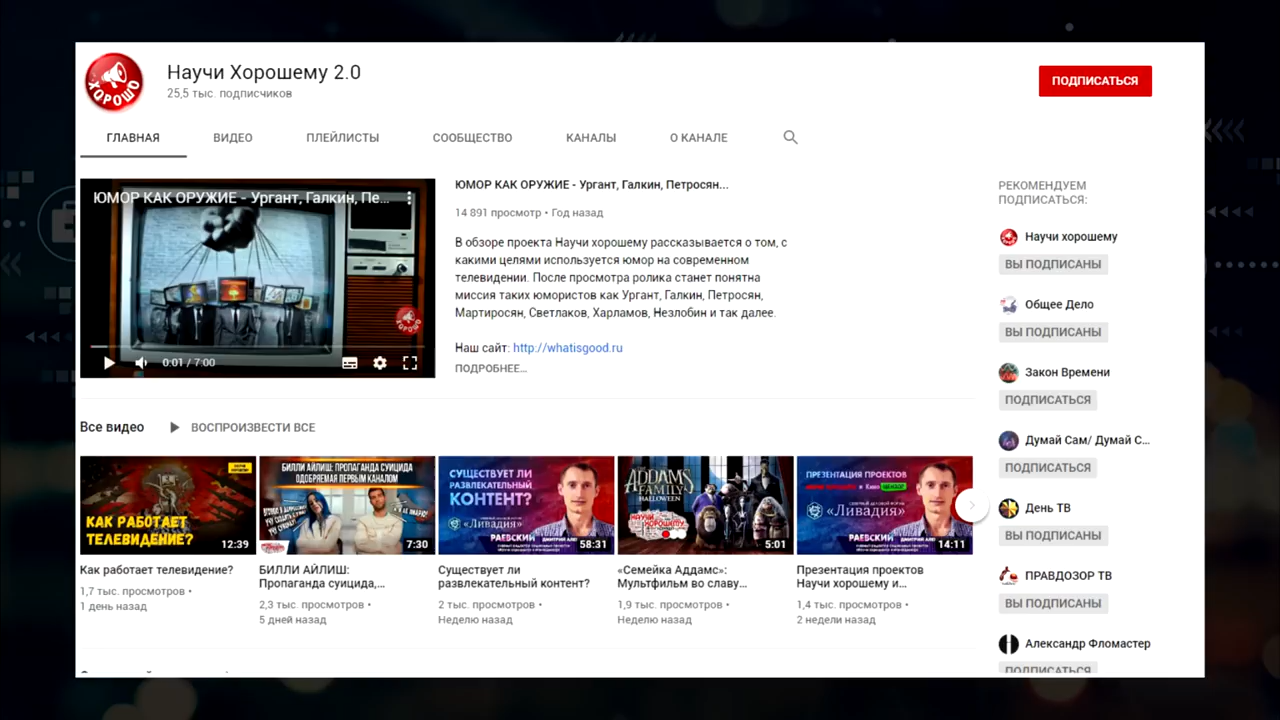 ХОРОШО
Научи Хорошему 2.0
25,5 тыс. подписчиков
ПОДПИСАТЬСЯ
ГЛАВНАЯ
ВИДЕО
ПЛЕЙЛИСТЫ
СООБЩЕСТВО
КАНАЛЫ
О КАНАЛЕ
ЮМОР КАК ОРУЖИЕ - Ургант, Галкин, Пе...
ХОРОШО
0:01 / 7:00
ЮМОР КАК ОРУЖИЕ - Ургант, Галкин, Петросян...
14 891 просмотр • Год назад
В обзоре проекта Научи хорошему рассказывается о том, с
какими целями используется юмор на современном
телевидении. После просмотра ролика станет понятна
миссия таких юмористов как Ургант, Галкин, Петросян,
Мартиросян, Светлаков, Харламов, Незлобин и так далее.
Наш сайт: http://whatisgood.ru
ПОДРОБНЕЕ...
РЕКОМЕНДУЕМ
ПОДПИСАТЬСЯ:
Научи хорошему
ВЫ ПОДПИСАНЫ
Общее Дело
ВЫ ПОДПИСАНЫ
Закон Времени
ПОДПИСАТЬСЯ
Думай Сам/ Думай С...
ПОДПИСАТЬСЯ
День ТВ
ВЫ ПОДПИСАНЫ
ПРАВДОЗОР ТВ
ВЫ ПОДПИСАНЫ
Александр Фломастер
ПОДПИСАТЬСЯ
Все видео
ВОСПРОИЗВЕСТИ ВСЕ
КАК РАБОТАЕТ
ТЕЛЕВИДЕНИЕ?
12:39
Как работает телевидение?
1,7 тыс. просмотров •
1 день назад
БИЛЛИ АЙЛИШ: ПРОПАГАНДА СУИЦИДА
ОДОБРЯЕМАЯ ПЕРВЫМ КАНАЛОМ
7:30
БИЛЛИ АЙЛИШ:
Пропаганда суицида,...
2,3 тыс. просмотров •
5 дней назад
СУЩЕСТВУЕТ ЛИ
РАЗВЛЕКАТЕЛЬНЫЙ
КОНТЕНТ?
«Ливадия»
РАЕВСКИЙ
58:31
Существует ли
развлекательный контент?
2 тыс. просмотров •
Неделю назад
ADDAMS
FAMILY
HALLOWEEN
НАУЧИ
ХОРОШЕМУ
5:01
«Семейка Аддамс»:
Мультфильм во славу...
1,9 тыс. просмотров •
Неделю назад
ПРЕЗЕНТАЦИЯ ПРОЕКТОВ
«Ливадия»
РАЕВСКИЙ
14:11
Презентация проектов
Научи хорошему и...
1,4 тыс. просмотров •
2 недели назад